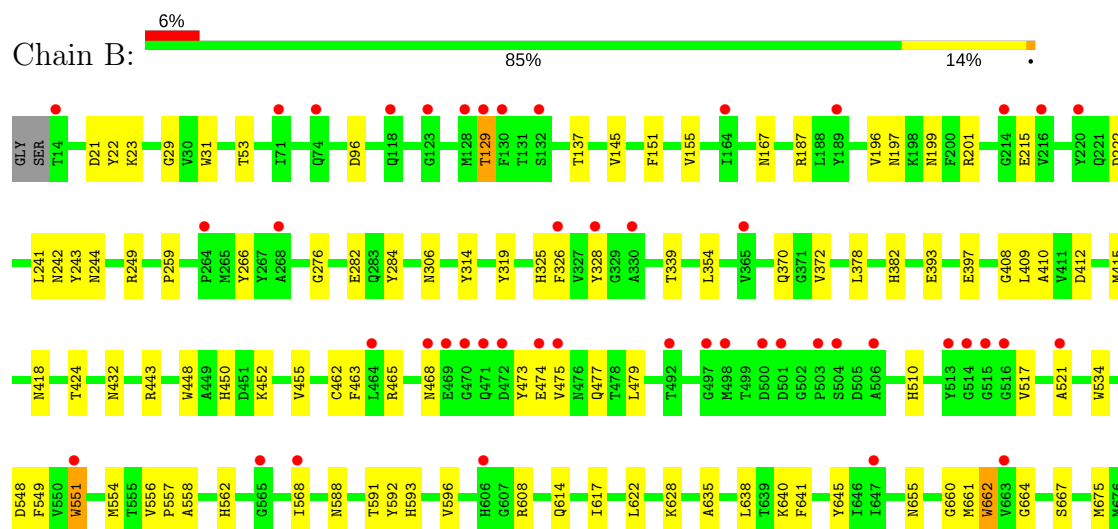 6%
Chain B:
85% 14% •
GLY SER T14 D21 Y22 K23 G29 V30 W31 T53 I71 Q74 D96 Q118 G123 M128 T129 F130 T131 S132 T137 V145 F151 V155 I164 N167 R187 L188 Y189 V196 N197 K198 N199 F200 R201 G214 E215 V216 Y220 Q221
L241 N242 Y243 N244 R249 P259 P264 M265 Y266 Y267 A268 G276 E282 Q283 Y284 N306 Y314 Y319 H325 F326 V327 Y328 G329 A330 T339 L354 V365 Q370 G371 V372 L378 H382 E393 E397 G408 L409 A410 V411 D412 M415
N418 T424 N432 R443 W448 A449 H450 D451 K452 V455 C462 F463 L464 R465 N468 E469 G470 Q471 D472 Y473 E474 V475 N476 Q477 T478 L479 T492 G497 M498 T499 D500 D501 C502 P503 S504 D505 A506 H510 Y513 G514 G515 G516 V517 A521 W534
D548 F549 V550 W551 M554 T555 V556 P557 A558 H562 G565 I568 N588 T591 Y592 H593 V596 H606 G607 R608 Q614 I617 L622 K628 A635 L638 T639 K640 F641 Y645 I646 I647 N655 G660 M661 W662 V663 G664 S667 M675